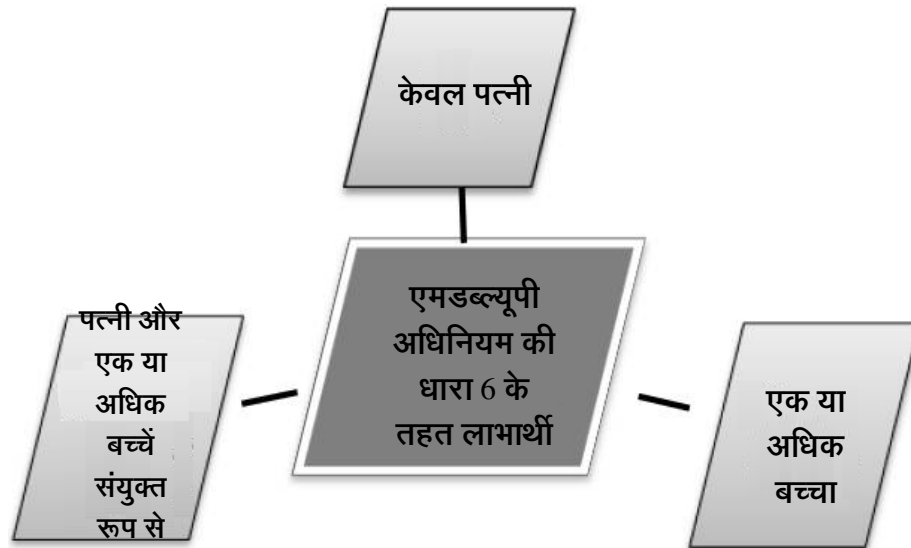 केवल पत्नी
एमडब्ल्यूपी
अधिनियम की
धारा 6 के
तहत लाभार्थी
पत्नी और
एक या
अधिक
बच्चें
संयुक्त
रूप से
एक या
अधिक
बच्चा